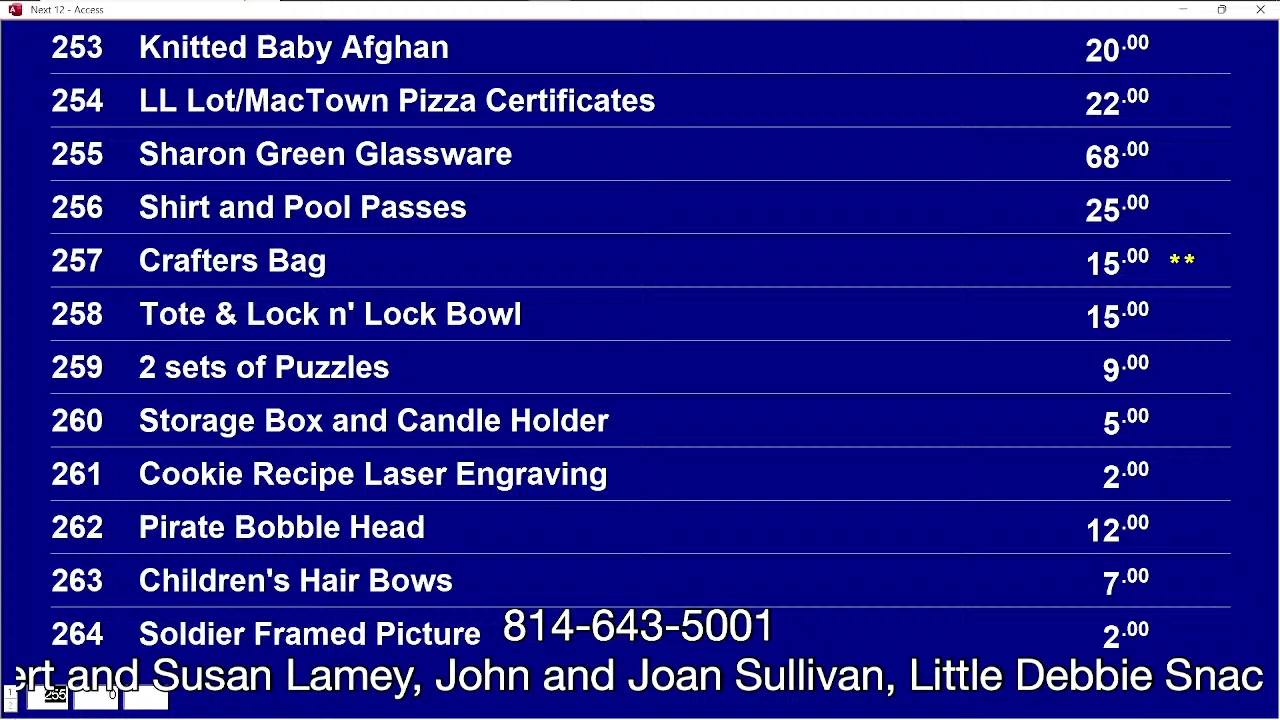 Next 12 - Access
253 Knitted Baby Afghan 20.00
254 LL Lot/MacTown Pizza Certificates 22.00
255 Sharon Green Glassware 68.00
256 Shirt and Pool Passes 25.00
257 Crafters Bag 15.00 **
258 Tote & Lock n' Lock Bowl 15.00
259 2 sets of Puzzles 9.00
260 Storage Box and Candle Holder 5.00
261 Cookie Recipe Laser Engraving 2.00
262 Pirate Bobble Head 12.00
263 Children's Hair Bows 7.00
264 Soldier Framed Picture 2.00
814-643-5001
ert and Susan Lamey, John and Joan Sullivan, Little Debbie Snac
255 0